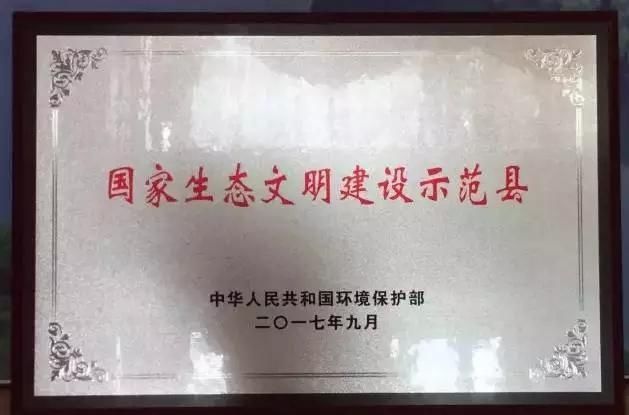 国家生态文明建设示范县
中华人民共和国环境保护部
二〇一七年九月